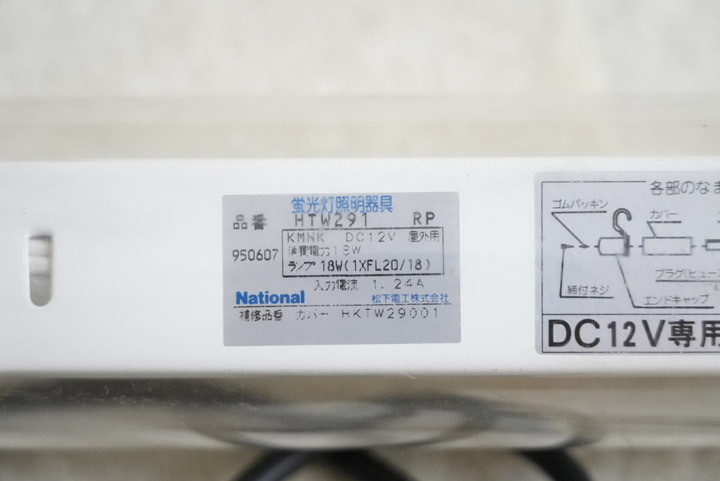 蛍光灯照明器具
品番 HTW291 RP
950607
KMNK DC12V 屋外用
消費電力18W
ランプ 18W(1XFL20/18)
入力電流 1.24A
National 松下電工株式会社
補修品番 カバー HKTW29001
各部のなま
ゴムパッキン
カバー
プラグ(ヒュー
締付ネジ
エンドキャップ
DC12V専用